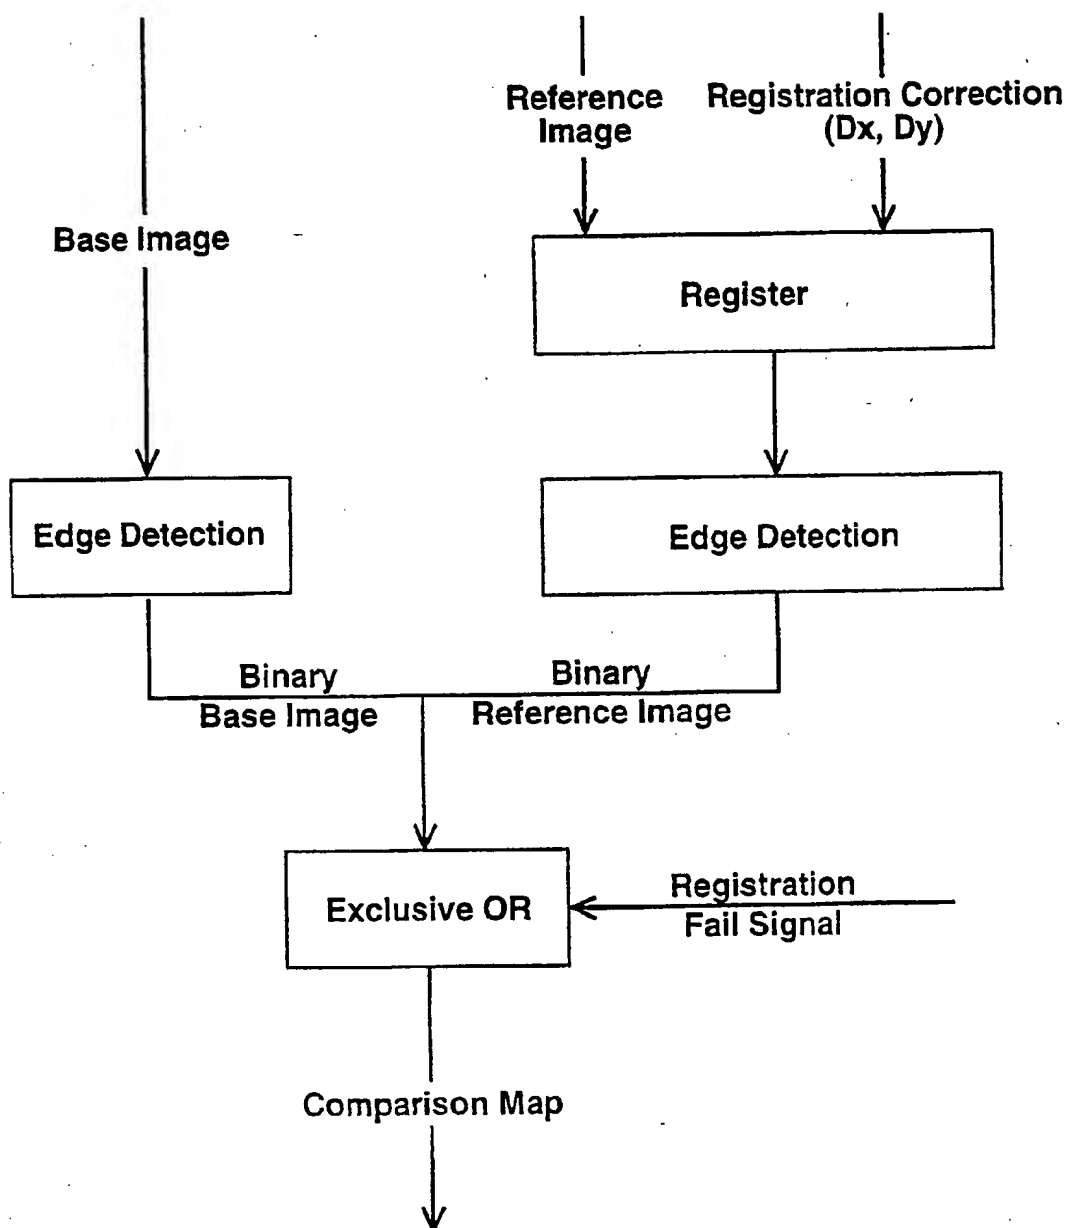 Reference
Image
Registration Correction
(Dx, Dy)
Base Image
Register
Edge Detection
Edge Detection
Binary
Base Image
Binary
Reference Image
Exclusive OR
Registration
Fail Signal
Comparison Map